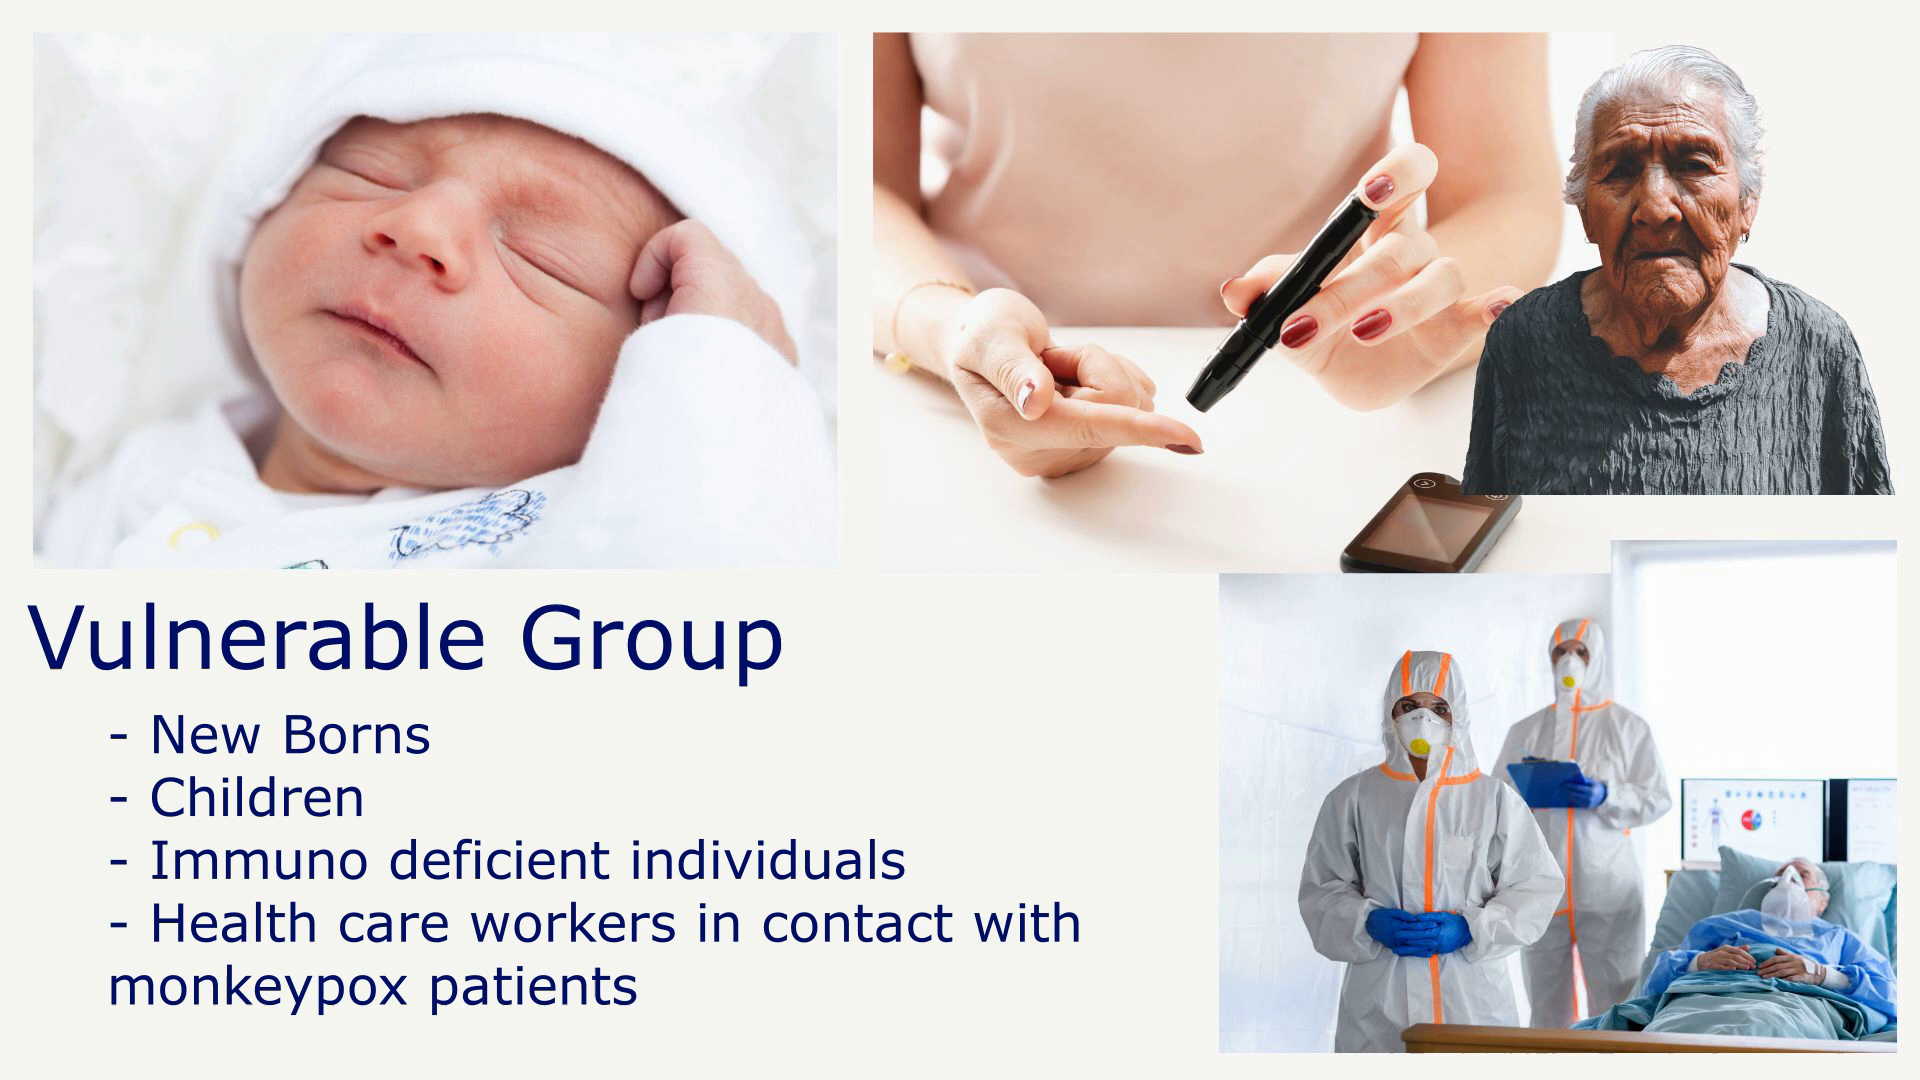 Vulnerable Group
- New Borns
- Children
- Immuno deficient individuals
- Health care workers in contact with
monkeypox patients